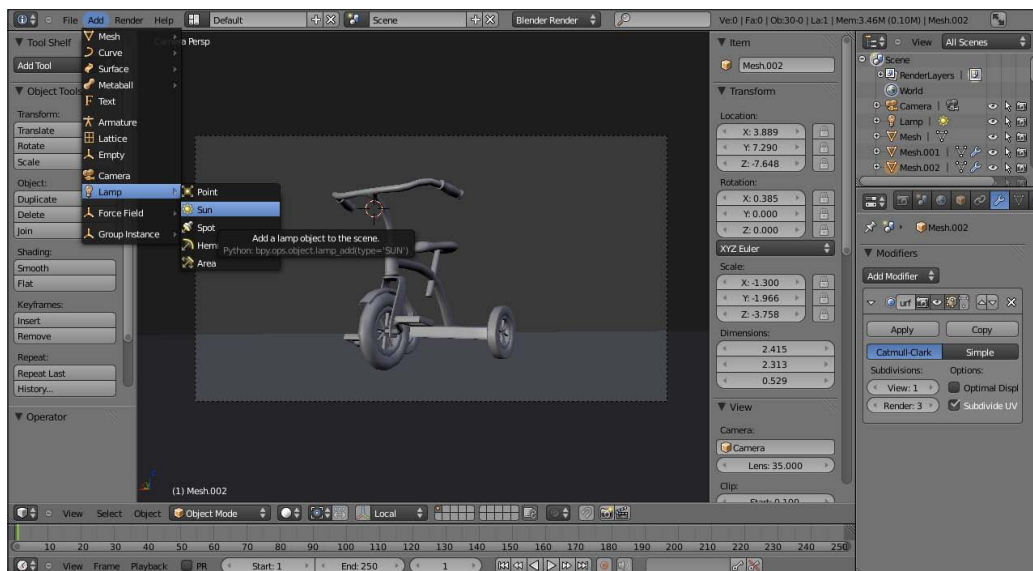 File Add Render Help Default Scene Blender Render Ve:0 | Fa:0 | Ob:30-0 | La:1 | Mem:3.46M (0.10M) | Mesh.002
Tool Shelf
Add Tool
Object Tools
Transform:
Translate
Rotate
Scale
Object:
Duplicate
Delete
Join
Shading:
Smooth
Flat
Keyframes:
Insert
Remove
Repeat:
Repeat Last
History...
Operator
Mesh
Curve
Surface
Metaball
Text
Armature
Lattice
Empty
Camera
Lamp
Force Field
Group Instance
Point
Sun
Spot
Hemi
Area
Add a lamp object to the scene.
Python: bpy.ops.object.lamp_add(type='SUN')
Persp
(1) Mesh.002
Item
Mesh.002
Transform
Location:
X: 3.889
Y: 7.290
Z: -7.648
Rotation:
X: 0.385
Y: 0.000
Z: 0.000
XYZ Euler
Scale:
X: -1.300
Y: -1.966
Z: -3.758
Dimensions:
2.415
2.313
0.529
View
Camera:
Camera
Lens: 35.000
Clip:
Start: 0.100
View All Scenes
Scene
RenderLayers |
World
Camera |
Lamp |
Mesh |
Mesh.001 |
Mesh.002 |
Mesh.002
Modifiers
Add Modifier
urf
Apply Copy
Catmull-Clark Simple
Subdivisions: Options:
View: 1 Optimal Displ
Render: 3 Subdivide UV
View Select Object Object Mode Local
10 20 30 40 50 60 70 80 90 100 110 120 130 140 150 160 170 180 190 200 210 220 230 240 250
View Frame Playback PR Start: 1 End: 250 1